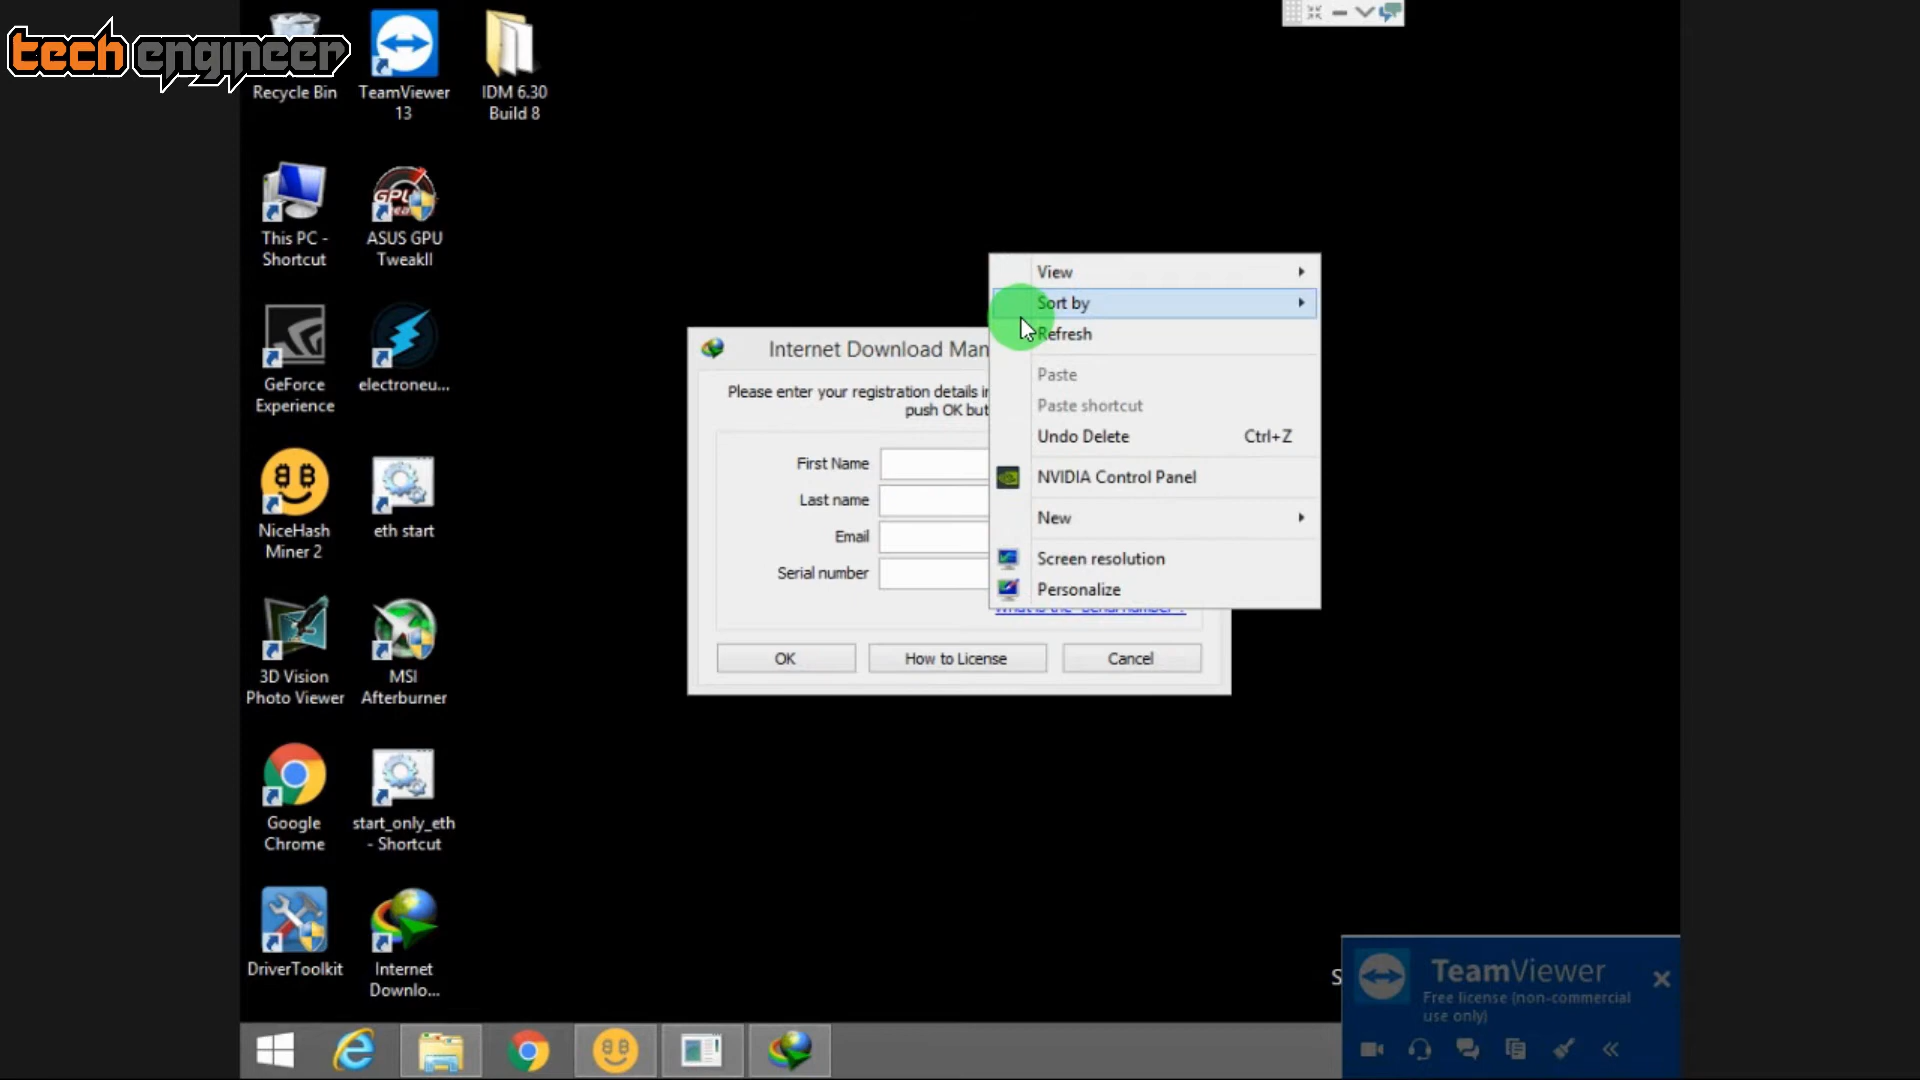 tech engineer
Recycle Bin
TeamViewer
13
IDM 6.30
Build 8
This PC -
Shortcut
ASUS GPU
TweakII
GeForce
Experience
electroneu...
NiceHash
Miner 2
eth start
3D Vision
Photo Viewer
MSI
Afterburner
Google
Chrome
start_only_eth
- Shortcut
DriverToolkit
Internet
Downlo...
Internet Download Man
Please enter your registration details in
push OK but
First Name
Last name
Email
Serial number
OK
How to License
Cancel
View
Sort by
Refresh
Paste
Paste shortcut
Undo Delete Ctrl+Z
NVIDIA Control Panel
New
Screen resolution
Personalize
S
TeamViewer
Free license (non-commercial
use only)